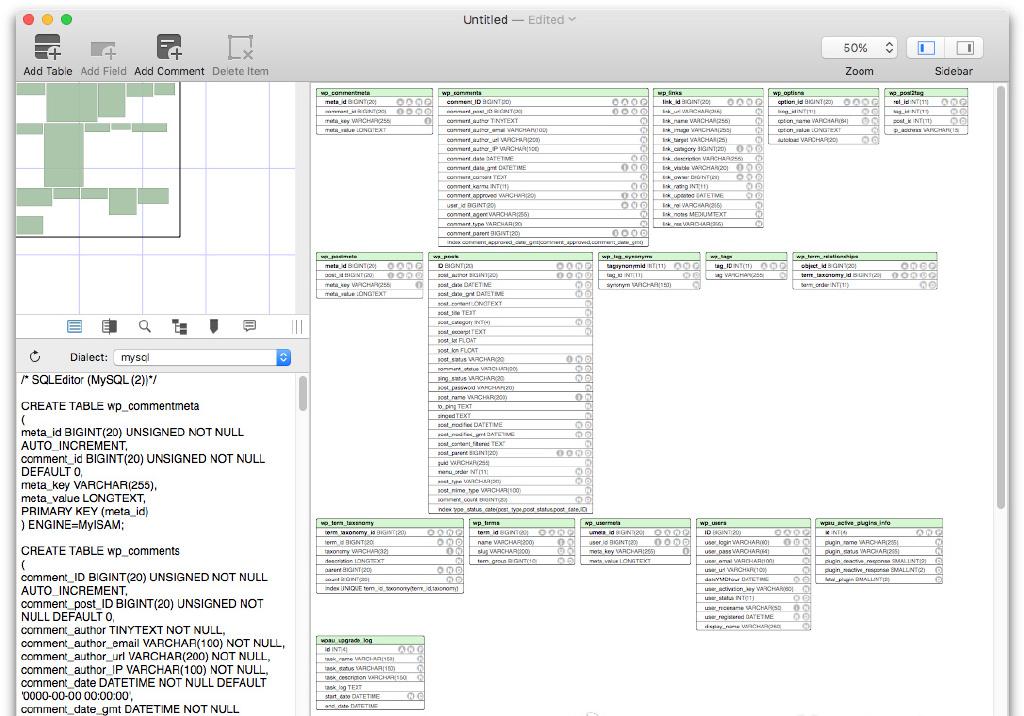 Untitled — Edited
50%
Add Table Add Field Add Comment Delete Item Zoom Sidebar
wp_commentmeta
meta_id BIGINT(20)
comment_id BIGINT(20)
meta_key VARCHAR(255)
meta_value LONGTEXT
wp_comments
comment_ID BIGINT(20)
comment_post_ID BIGINT(20)
comment_author TINYTEXT
comment_author_email VARCHAR(100)
comment_author_url VARCHAR(200)
comment_author_IP VARCHAR(100)
comment_date DATETIME
comment_date_gmt DATETIME
comment_content TEXT
comment_karma INT(11)
comment_approved VARCHAR(20)
user_id BIGINT(20)
comment_agent VARCHAR(255)
comment_type VARCHAR(20)
comment_parent BIGINT(20)
index comment_approved_date_gmt(comment_approved,comment_date_gmt)
wp_links
link_id BIGINT(20)
link_url VARCHAR(255)
link_name VARCHAR(255)
link_image VARCHAR(255)
link_target VARCHAR(25)
link_category BIGINT(20)
link_description VARCHAR(255)
link_visible VARCHAR(20)
link_owner BIGINT(20)
link_rating INT(11)
link_updated DATETIME
link_rel VARCHAR(255)
link_notes MEDIUMTEXT
link_rss VARCHAR(255)
wp_options
option_id BIGINT(20)
blog_id INT(11)
option_name VARCHAR(64)
option_value LONGTEXT
autoload VARCHAR(20)
wp_post2tag
rel_id INT(11)
tag_id INT(11)
post_id INT(11)
ip_address VARCHAR(15)
wp_postmeta
meta_id BIGINT(20)
post_id BIGINT(20)
meta_key VARCHAR(255)
meta_value LONGTEXT
wp_posts
ID BIGINT(20)
post_author BIGINT(20)
post_date DATETIME
post_date_gmt DATETIME
post_content LONGTEXT
post_title TEXT
post_category INT(4)
post_excerpt TEXT
post_lat FLOAT
post_lon FLOAT
post_status VARCHAR(20)
comment_status VARCHAR(20)
ping_status VARCHAR(20)
post_password VARCHAR(20)
post_name VARCHAR(200)
to_ping TEXT
pinged TEXT
post_modified DATETIME
post_modified_gmt DATETIME
post_content_filtered TEXT
post_parent BIGINT(20)
guid VARCHAR(255)
menu_order INT(11)
post_type VARCHAR(20)
post_mime_type VARCHAR(100)
comment_count BIGINT(20)
index type_status_date(post_type,post_status,post_date,ID)
wp_tag_synonyms
tagsynonymid INT(11)
tag_id INT(11)
synonym VARCHAR(150)
wp_tags
tag_ID INT(11)
tag VARCHAR(255)
wp_term_relationships
object_id BIGINT(20)
term_taxonomy_id BIGINT(20)
term_order INT(11)
Dialect: mysql
/* SQLEditor (MySQL (2))*/
CREATE TABLE wp_commentmeta
(
meta_id BIGINT(20) UNSIGNED NOT NULL
AUTO_INCREMENT,
comment_id BIGINT(20) UNSIGNED NOT NULL
DEFAULT 0,
meta_key VARCHAR(255),
meta_value LONGTEXT,
PRIMARY KEY (meta_id)
) ENGINE=MyISAM;
CREATE TABLE wp_comments
(
comment_ID BIGINT(20) UNSIGNED NOT NULL
AUTO_INCREMENT,
comment_post_ID BIGINT(20) UNSIGNED NOT
NULL DEFAULT 0,
comment_author TINYTEXT NOT NULL,
comment_author_email VARCHAR(100) NOT NULL,
comment_author_url VARCHAR(200) NOT NULL,
comment_author_IP VARCHAR(100) NOT NULL,
comment_date DATETIME NOT NULL DEFAULT
'0000-00-00 00:00:00',
comment_date_gmt DATETIME NOT NULL
wp_term_taxonomy
term_taxonomy_id BIGINT(20)
term_id BIGINT(20)
taxonomy VARCHAR(32)
description LONGTEXT
parent BIGINT(20)
count BIGINT(20)
index UNIQUE term_id_taxonomy(term_id,taxonomy)
wp_terms
term_id BIGINT(20)
name VARCHAR(200)
slug VARCHAR(200)
term_group BIGINT(10)
wp_usermeta
umeta_id BIGINT(20)
user_id BIGINT(20)
meta_key VARCHAR(255)
meta_value LONGTEXT
wp_users
ID BIGINT(20)
user_login VARCHAR(60)
user_pass VARCHAR(64)
user_email VARCHAR(100)
user_url VARCHAR(100)
dateYMDhour DATETIME
user_activation_key VARCHAR(60)
user_status INT(11)
user_nicename VARCHAR(50)
user_registered DATETIME
display_name VARCHAR(250)
wpau_active_plugins_info
id INT(4)
plugin_name VARCHAR(255)
plugin_status VARCHAR(255)
plugin_deactive_response SMALLINT(2)
plugin_reactive_response SMALLINT(2)
fatal_plugin SMALLINT(2)
wpau_upgrade_log
id INT(4)
task_name VARCHAR(150)
task_status VARCHAR(150)
task_description VARCHAR(150)
task_log TEXT
start_date DATETIME
end_date DATETIME